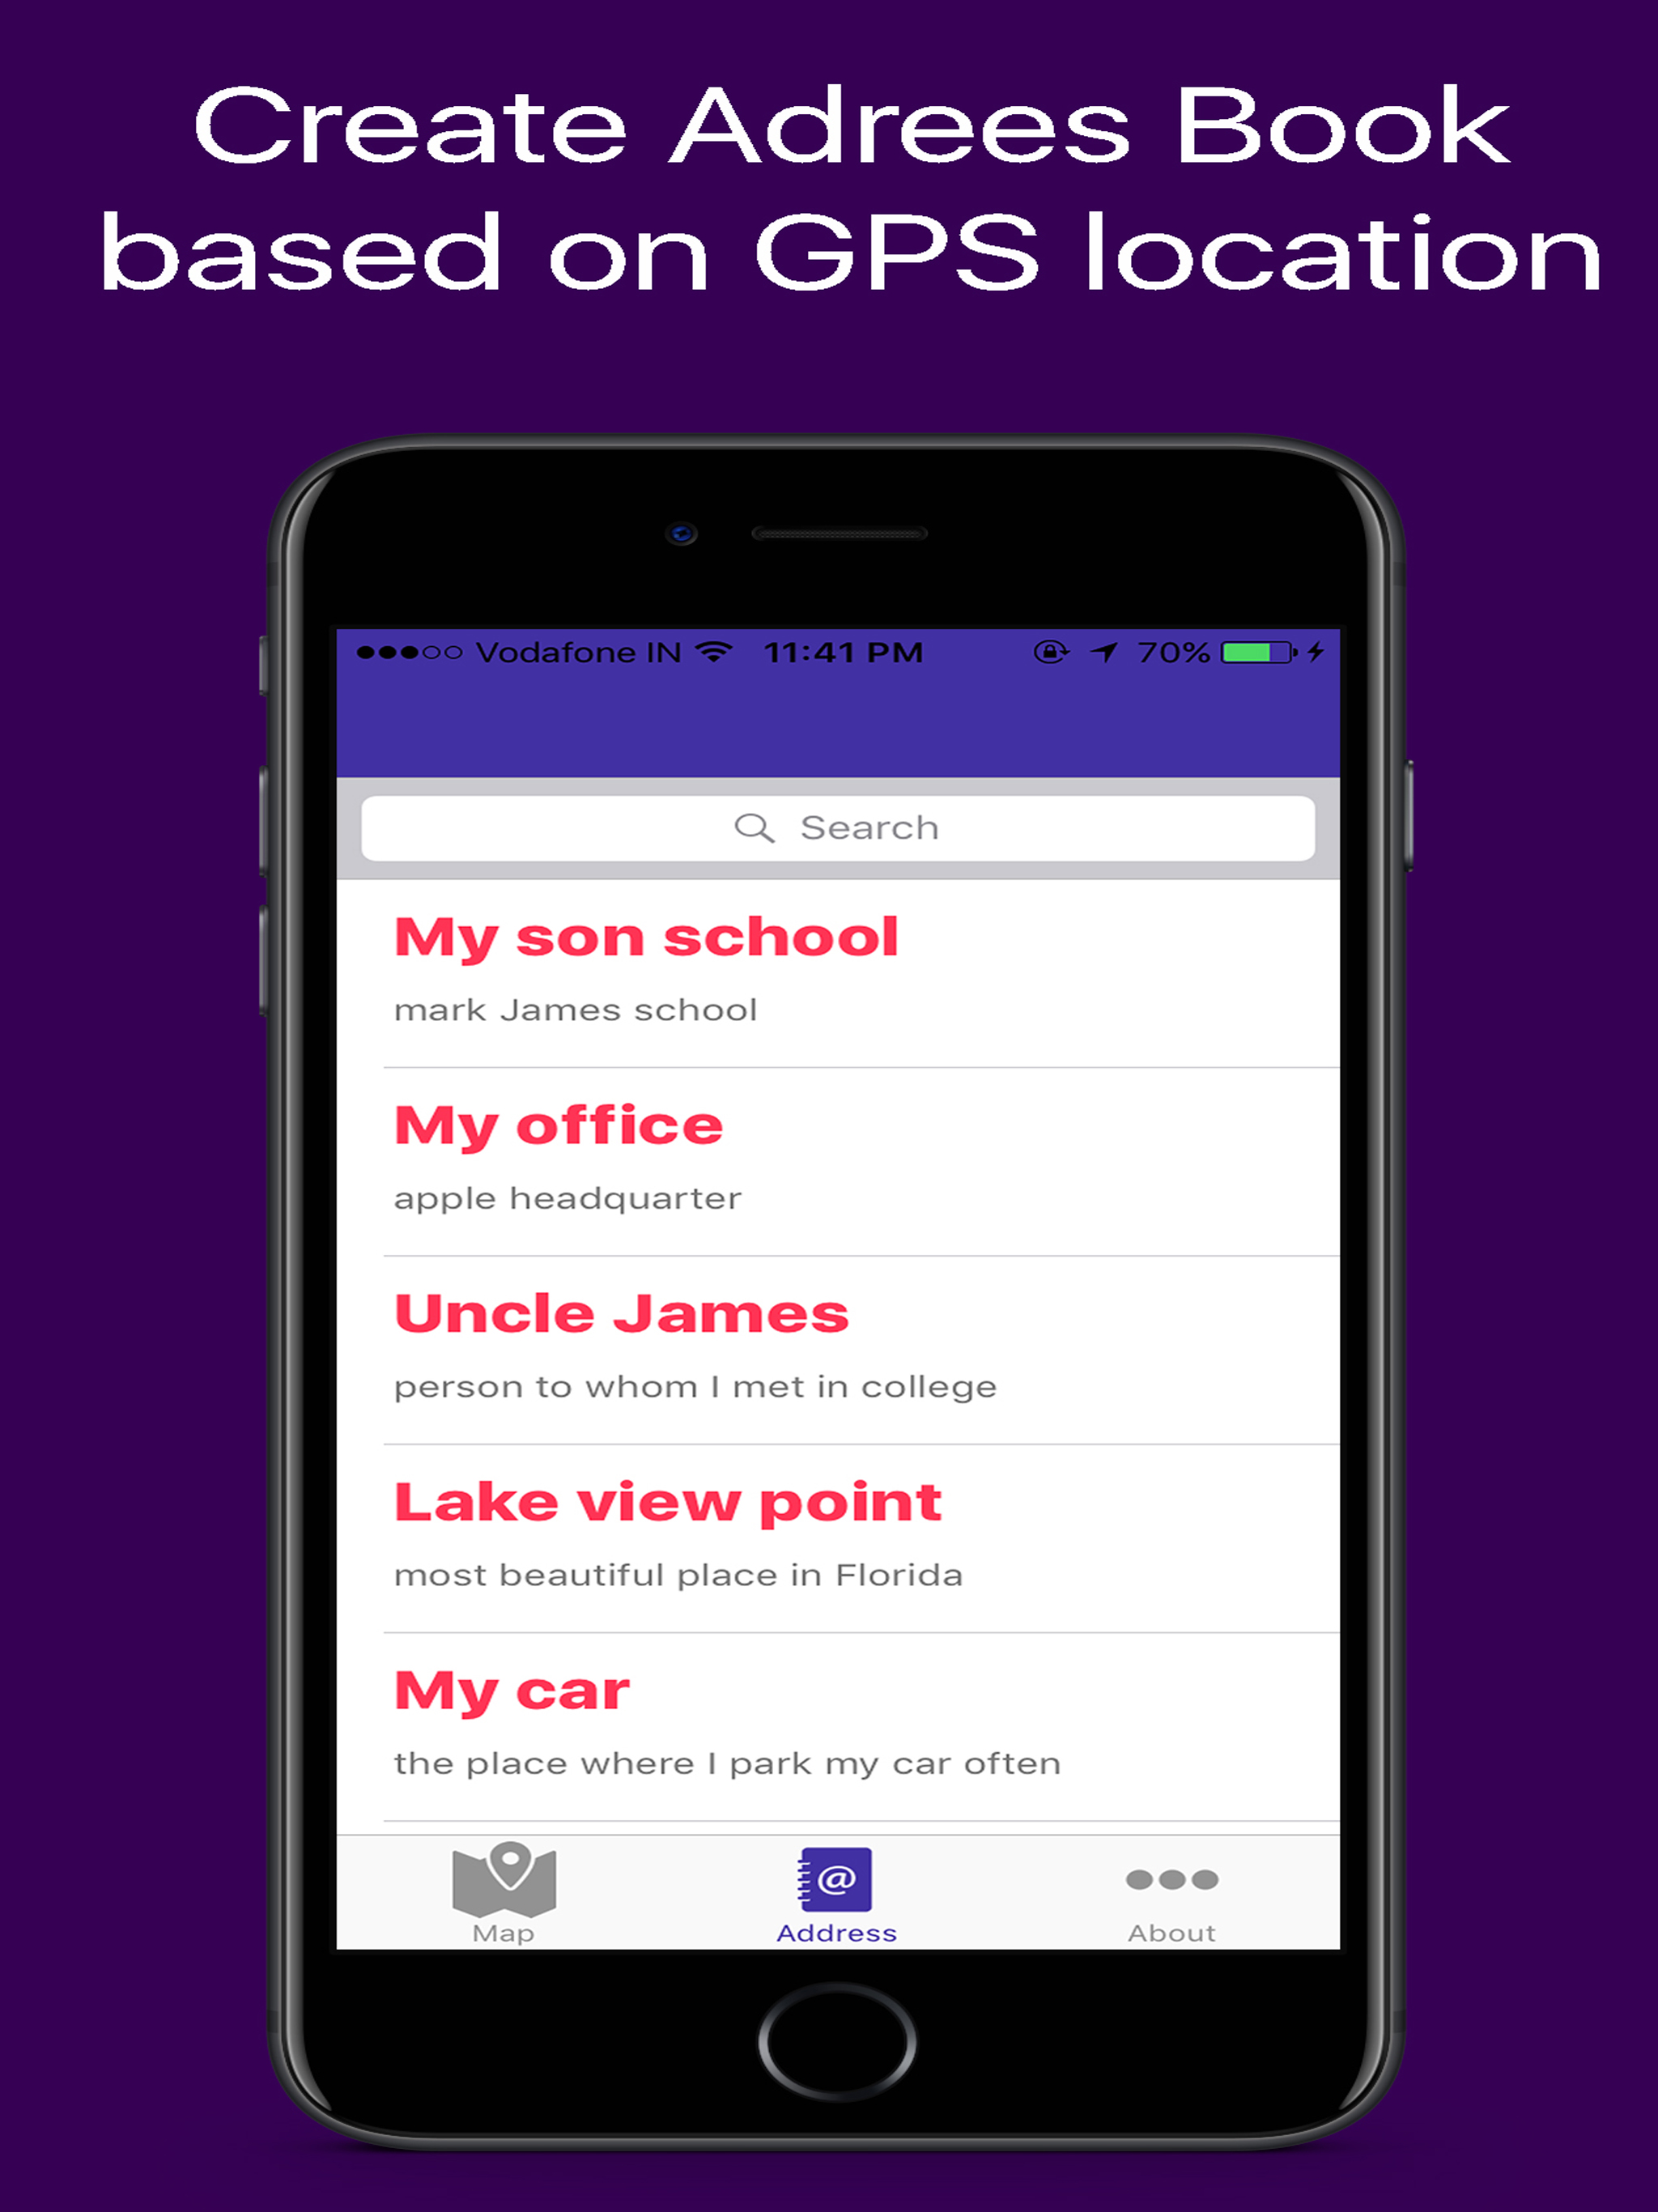 Create Adrees Book
based on GPS location
Vodafone IN 11:41 PM 70%
Search
My son school
mark James school
My office
apple headquarter
Uncle James
person to whom I met in college
Lake view point
most beautiful place in Florida
My car
the place where I park my car often
@
Map Address About